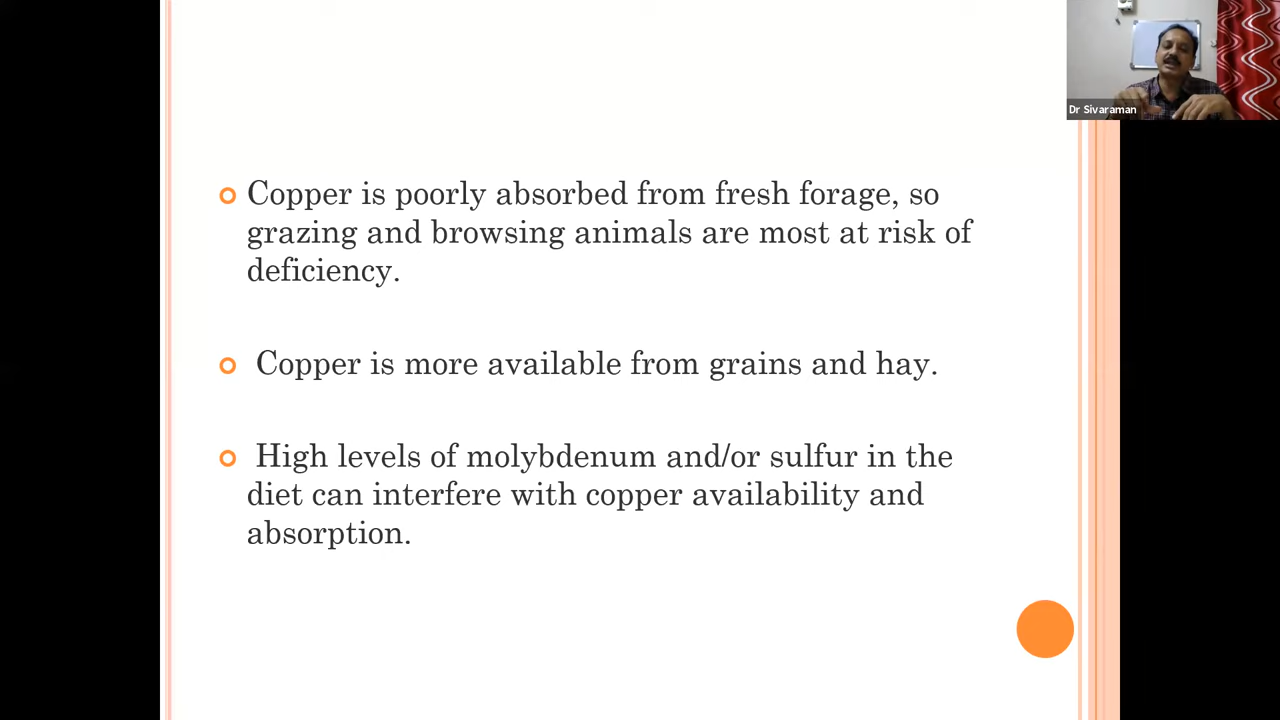 Dr Sivaraman
Copper is poorly absorbed from fresh forage, so
grazing and browsing animals are most at risk of
deficiency.
Copper is more available from grains and hay.
High levels of molybdenum and/or sulfur in the
diet can interfere with copper availability and
absorption.